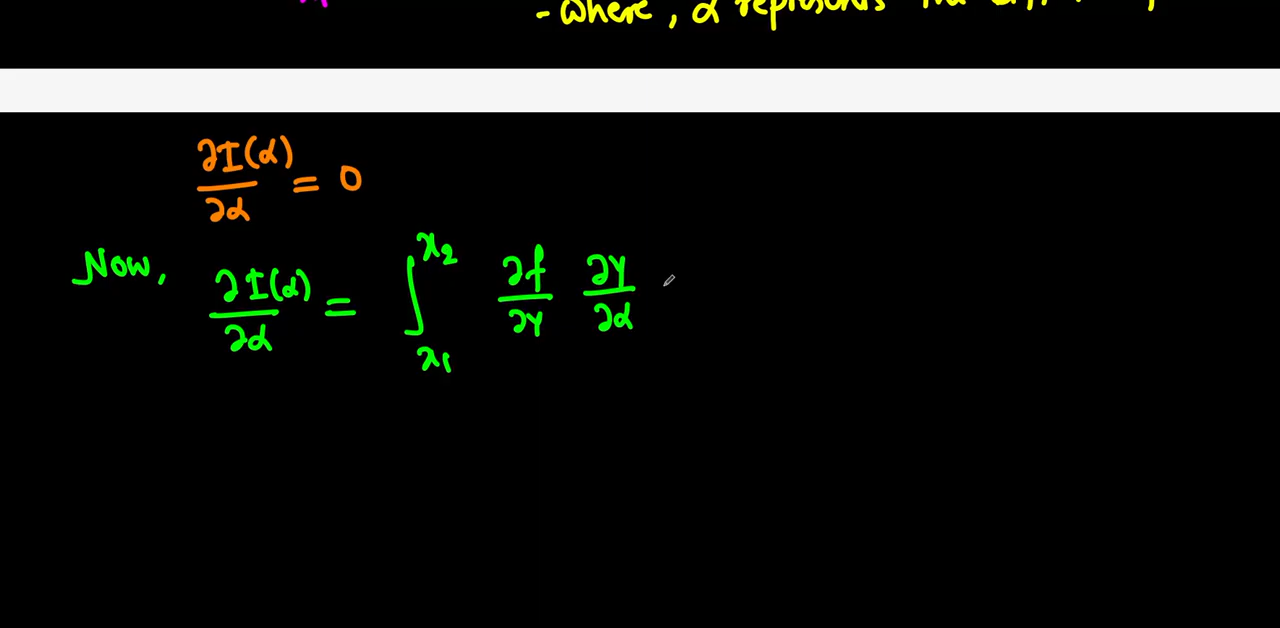 - where, α represents
∂I(α)/∂α = 0
Now, ∂I(α)/∂α = ∫_{x1}^{x2} ∂f/∂y ∂y/∂α